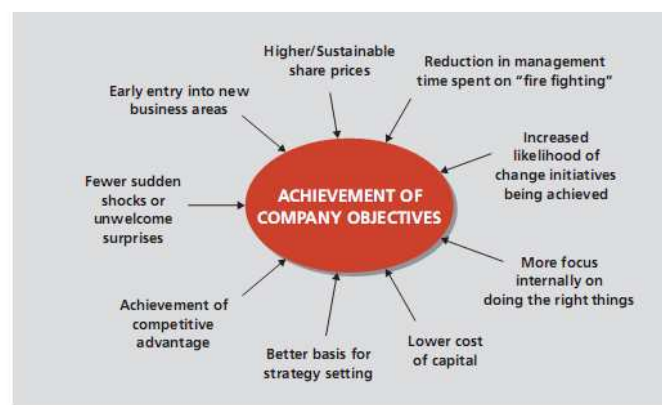 Higher/Sustainable
share prices
Reduction in management
time spent on “fire fighting”
Early entry into new
business areas
Increased
likelihood of
change initiatives
being achieved
Fewer sudden
shocks or
unwelcome
surprises
ACHIEVEMENT OF
COMPANY OBJECTIVES
More focus
internally on
doing the right things
Achievement of
competitive
advantage
Better basis for
strategy setting
Lower cost
of capital